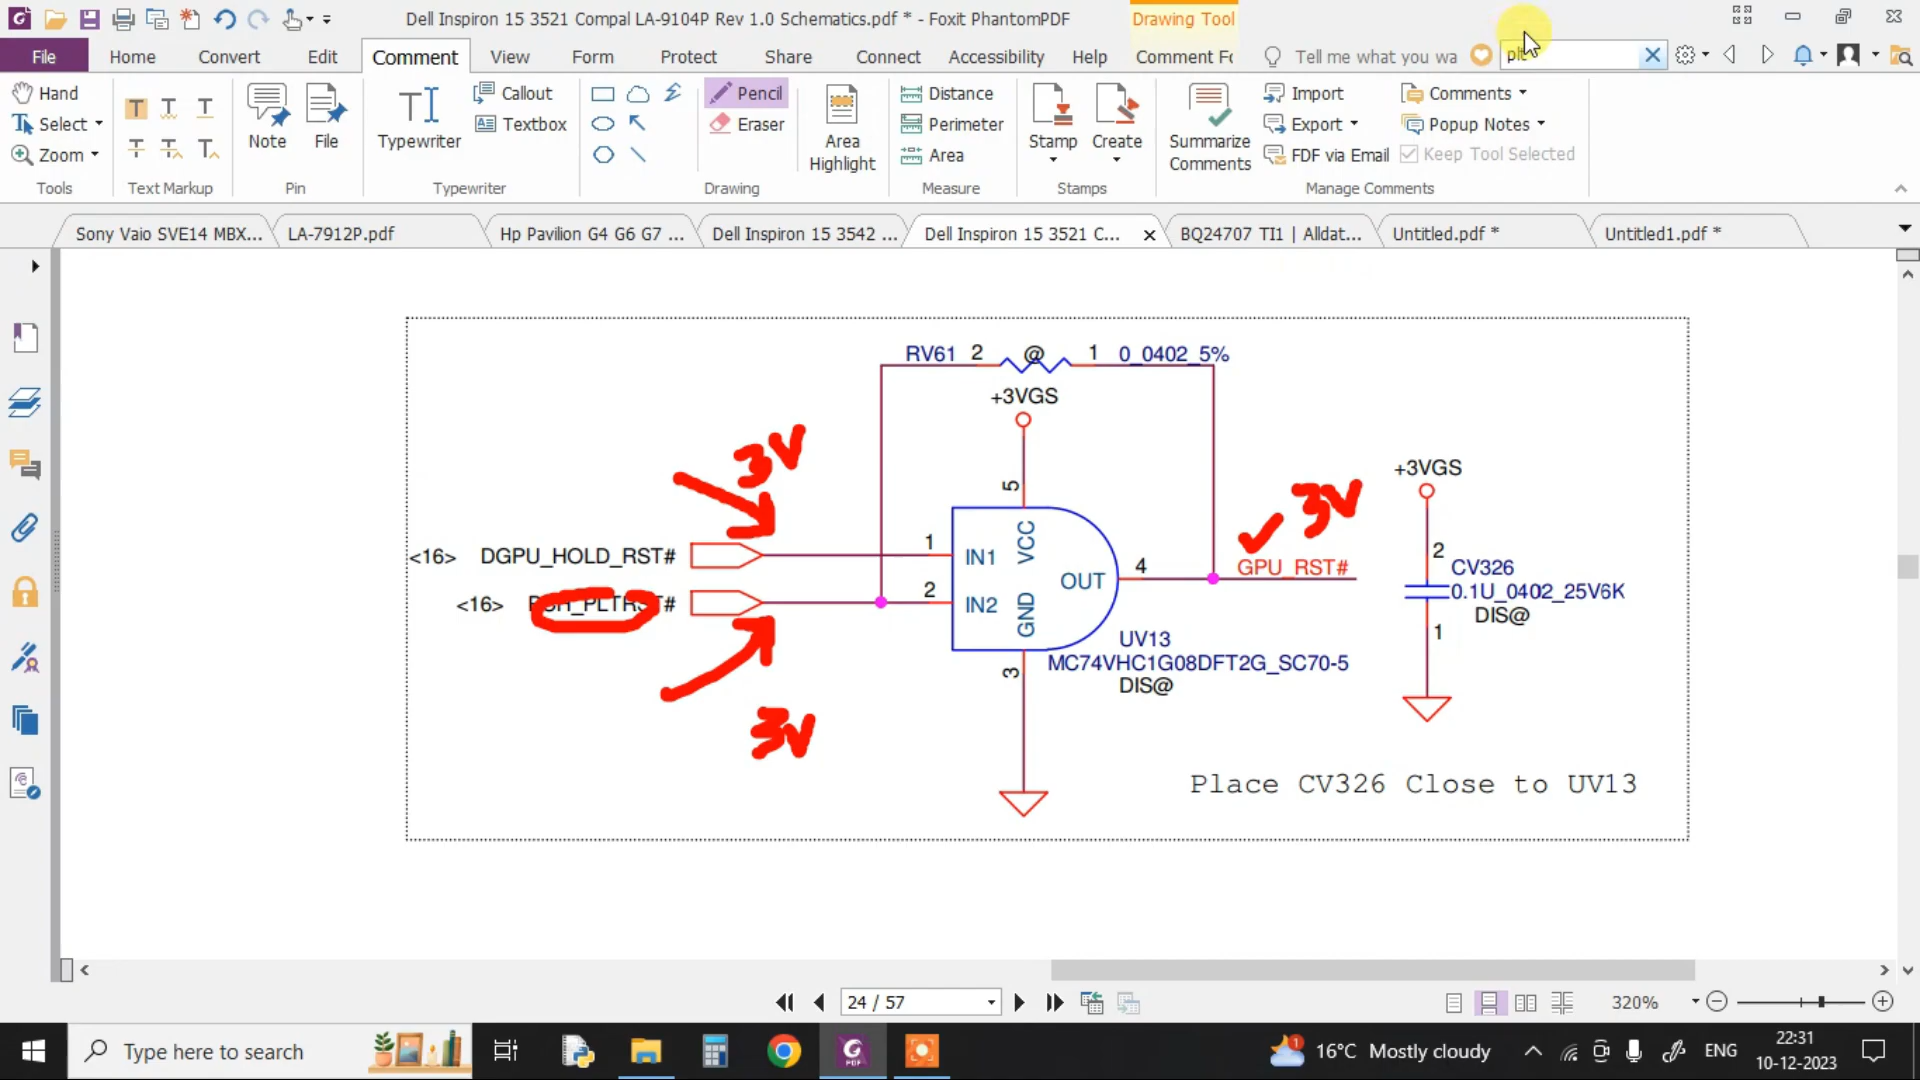 Dell Inspiron 15 3521 Compal LA-9104P Rev 1.0 Schematics.pdf * - Foxit PhantomPDF
Drawing Tool
File Home Convert Edit Comment View Form Protect Share Connect Accessibility Help Comment Fo
Tell me what you wa
plt
Hand
Select
Zoom
Tools
Text Markup
Note
File
Pin
Typewriter
Callout
Textbox
Typewriter
Pencil
Eraser
Drawing
Area Highlight
Distance
Perimeter
Area
Measure
Stamp
Create
Stamps
Summarize Comments
Import
Export
FDF via Email
Comments
Popup Notes
Keep Tool Selected
Manage Comments
Sony Vaio SVE14 MBX...
LA-7912P.pdf
Hp Pavilion G4 G6 G7 ...
Dell Inspiron 15 3542 ...
Dell Inspiron 15 3521 C...
BQ24707 TI1 | Alldat...
Untitled.pdf *
Untitled1.pdf *
RV61 2 @ 1 0_0402_5%
+3VGS
3V
5
+3VGS
3V
<16> DGPU_HOLD_RST# 1 IN1 VCC
OUT 4 GPU_RST#
<16> PCH_PLTRST# 2 IN2 GND
2
CV326
0.1U_0402_25V6K
DIS@
1
UV13
MC74VHC1G08DFT2G_SC70-5
DIS@
3
3V
Place CV326 Close to UV13
24 / 57
320%
Type here to search
1
16°C Mostly cloudy
ENG
22:31
10-12-2023